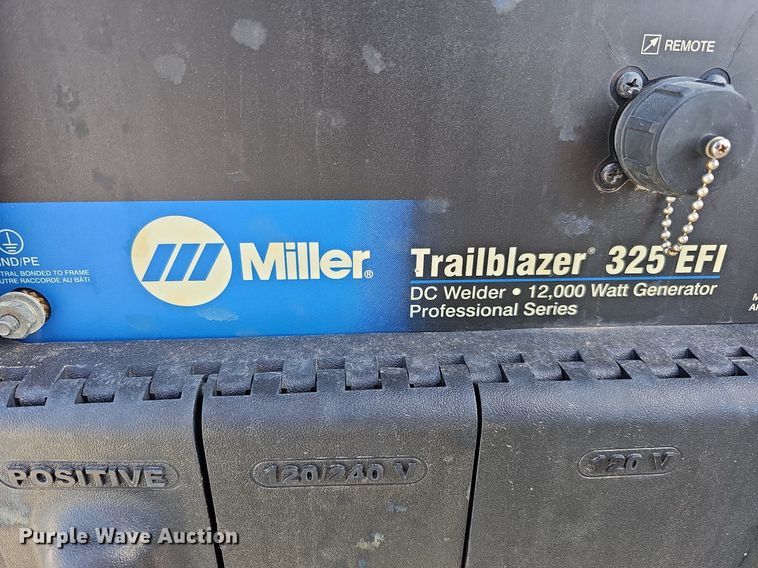 REMOTE
ND/PE
TRAL BONDED TO FRAME
UTRE RACCORDÉ AU BÂTI
Miller®
Trailblazer® 325 EFI
DC Welder • 12,000 Watt Generator
Professional Series
POSITIVE
120/240 V
120 V
Purple Wave Auction